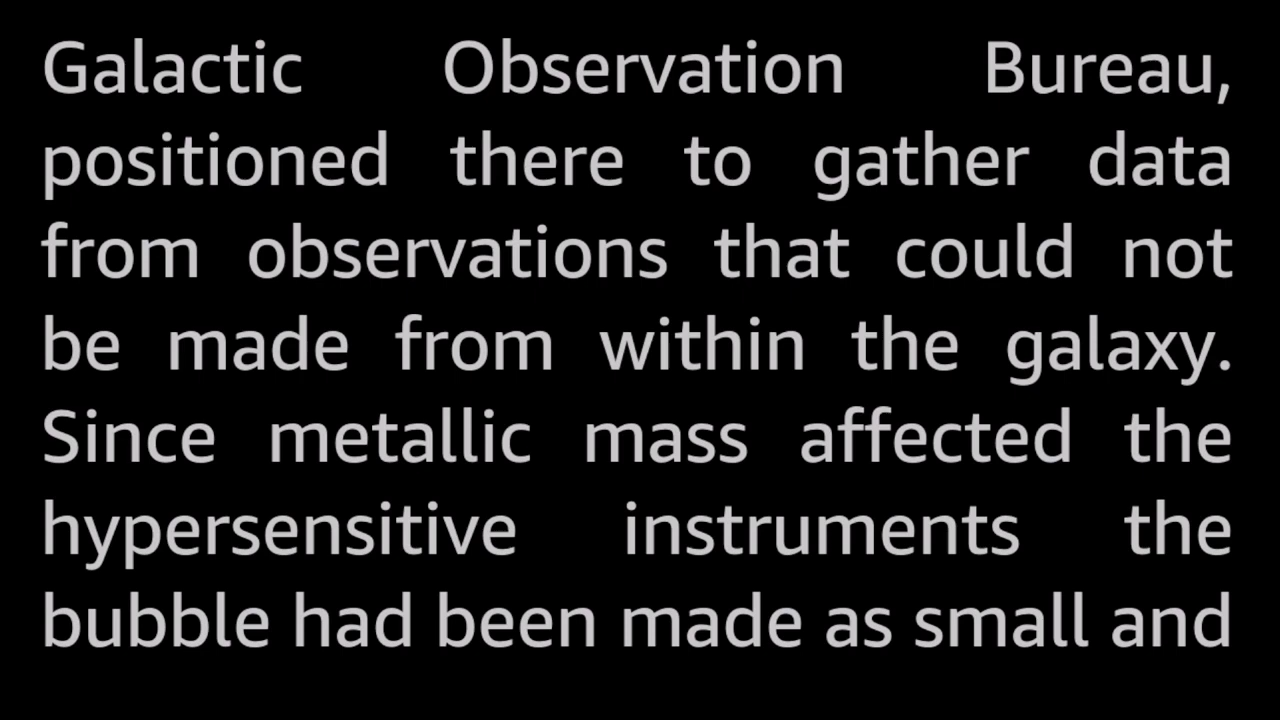 Galactic Observation Bureau,
positioned there to gather data
from observations that could not
be made from within the galaxy.
Since metallic mass affected the
hypersensitive instruments the
bubble had been made as small and